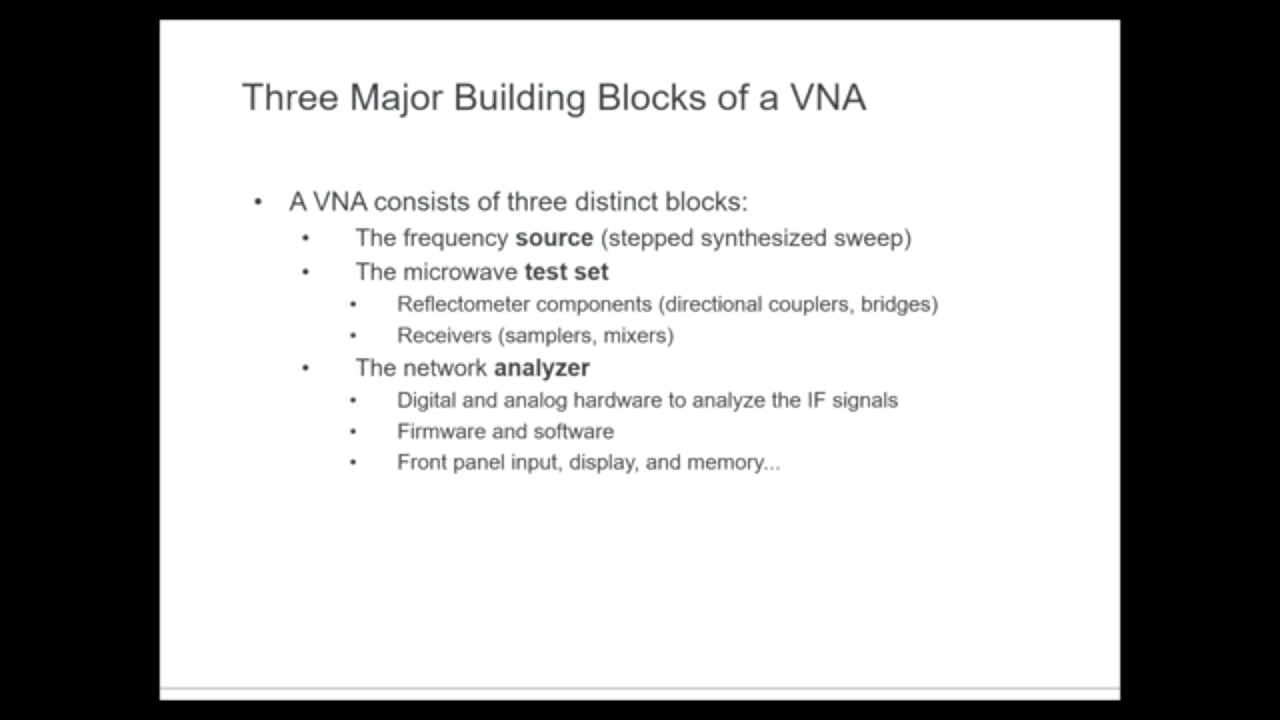 Three Major Building Blocks of a VNA
• A VNA consists of three distinct blocks:
• The frequency source (stepped synthesized sweep)
• The microwave test set
• Reflectometer components (directional couplers, bridges)
• Receivers (samplers, mixers)
• The network analyzer
• Digital and analog hardware to analyze the IF signals
• Firmware and software
• Front panel input, display, and memory...